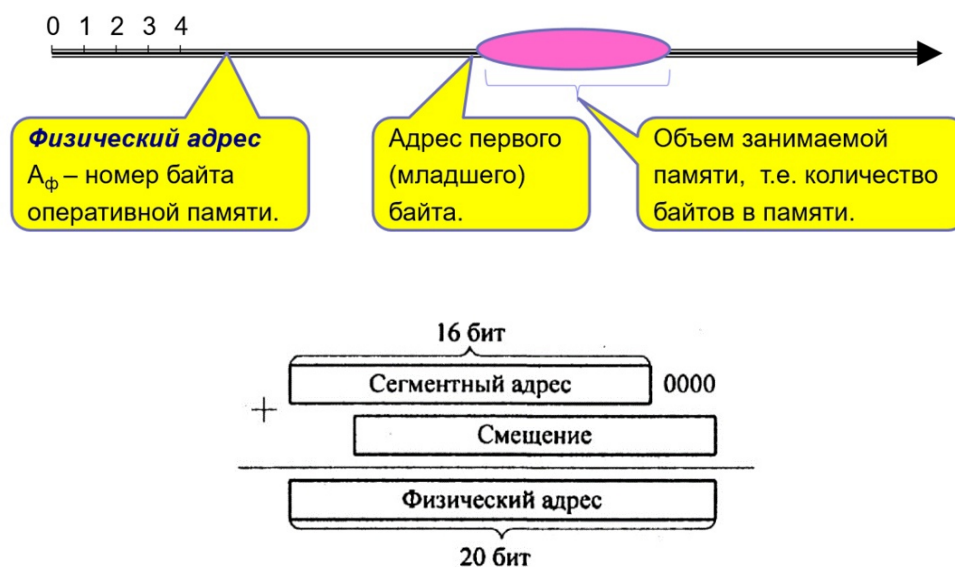 0 1 2 3 4
Физический адрес
Aф – номер байта
оперативной памяти.
Адрес первого
(младшего)
байта.
Объем занимаемой
памяти, т.е. количество
байтов в памяти.
16 бит
Сегментный адрес 0000
+
Смещение
Физический адрес
20 бит